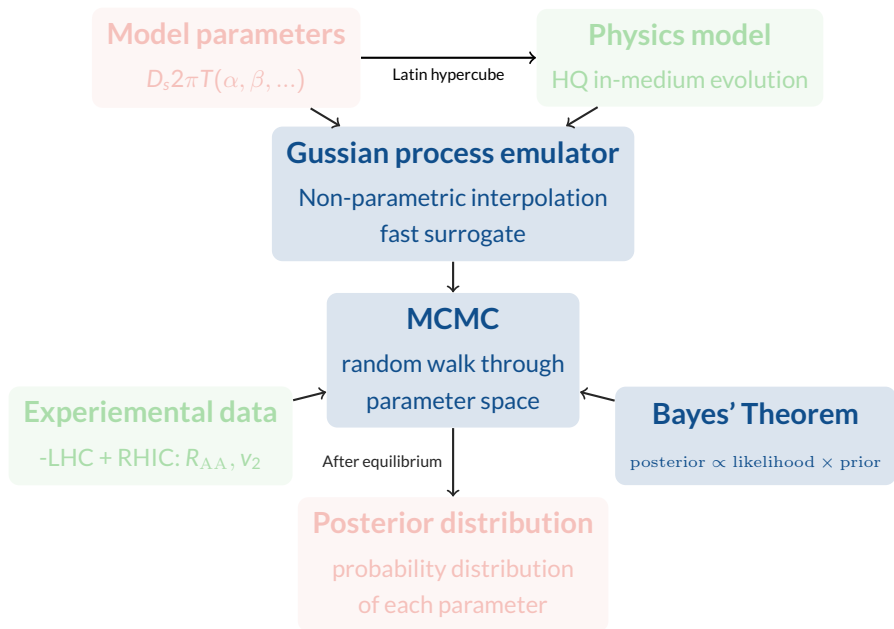 Model parameters
D_s2πT(α, β, ...)
Latin hypercube
Physics model
HQ in-medium evolution
Gussian process emulator
Non-parametric interpolation
fast surrogate
MCMC
random walk through
parameter space
Experiemental data
-LHC + RHIC: R_AA, v_2
Bayes' Theorem
posterior ∝ likelihood × prior
After equilibrium
Posterior distribution
probability distribution
of each parameter